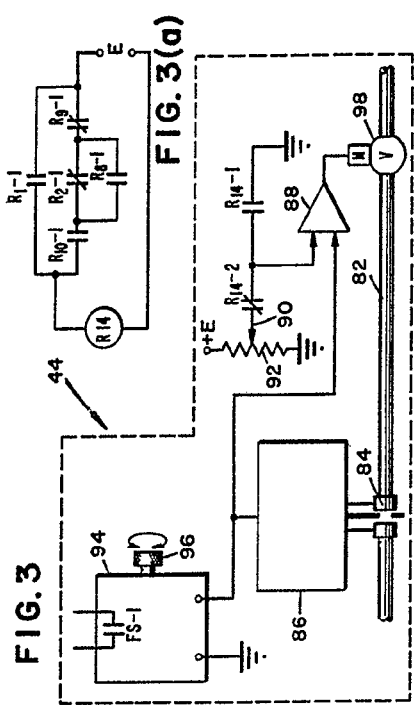 FIG. 3
44
94
FS-1
96
86
84
+E
92
90
R14-2
R14-1
88
82
M
V
98
FIG. 3(a)
R1-1
R10-1
R2-1
R9-1
R8-1
R14
E